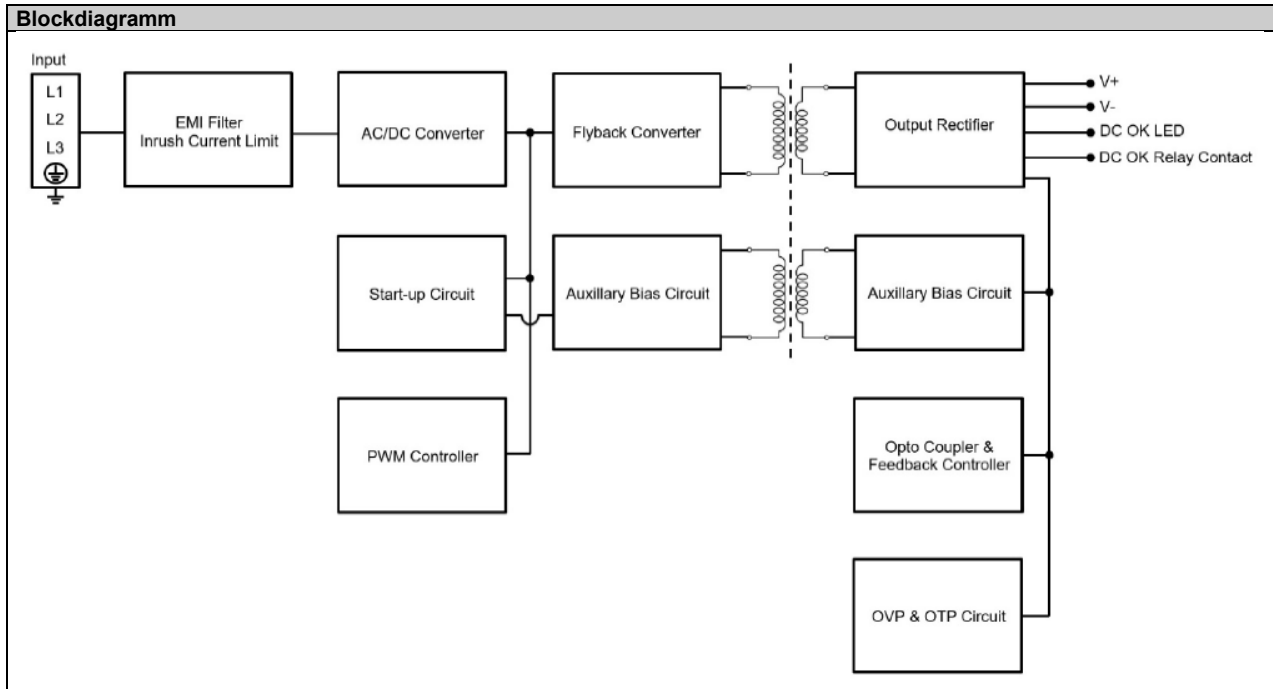 Blockdiagramm
Input
L1
L2
L3
EMI Filter
Inrush Current Limit
AC/DC Converter
Flyback Converter
Output Rectifier
V+
V-
DC OK LED
DC OK Relay Contact
Start-up Circuit
Auxillary Bias Circuit
Auxillary Bias Circuit
PWM Controller
Opto Coupler &
Feedback Controller
OVP & OTP Circuit